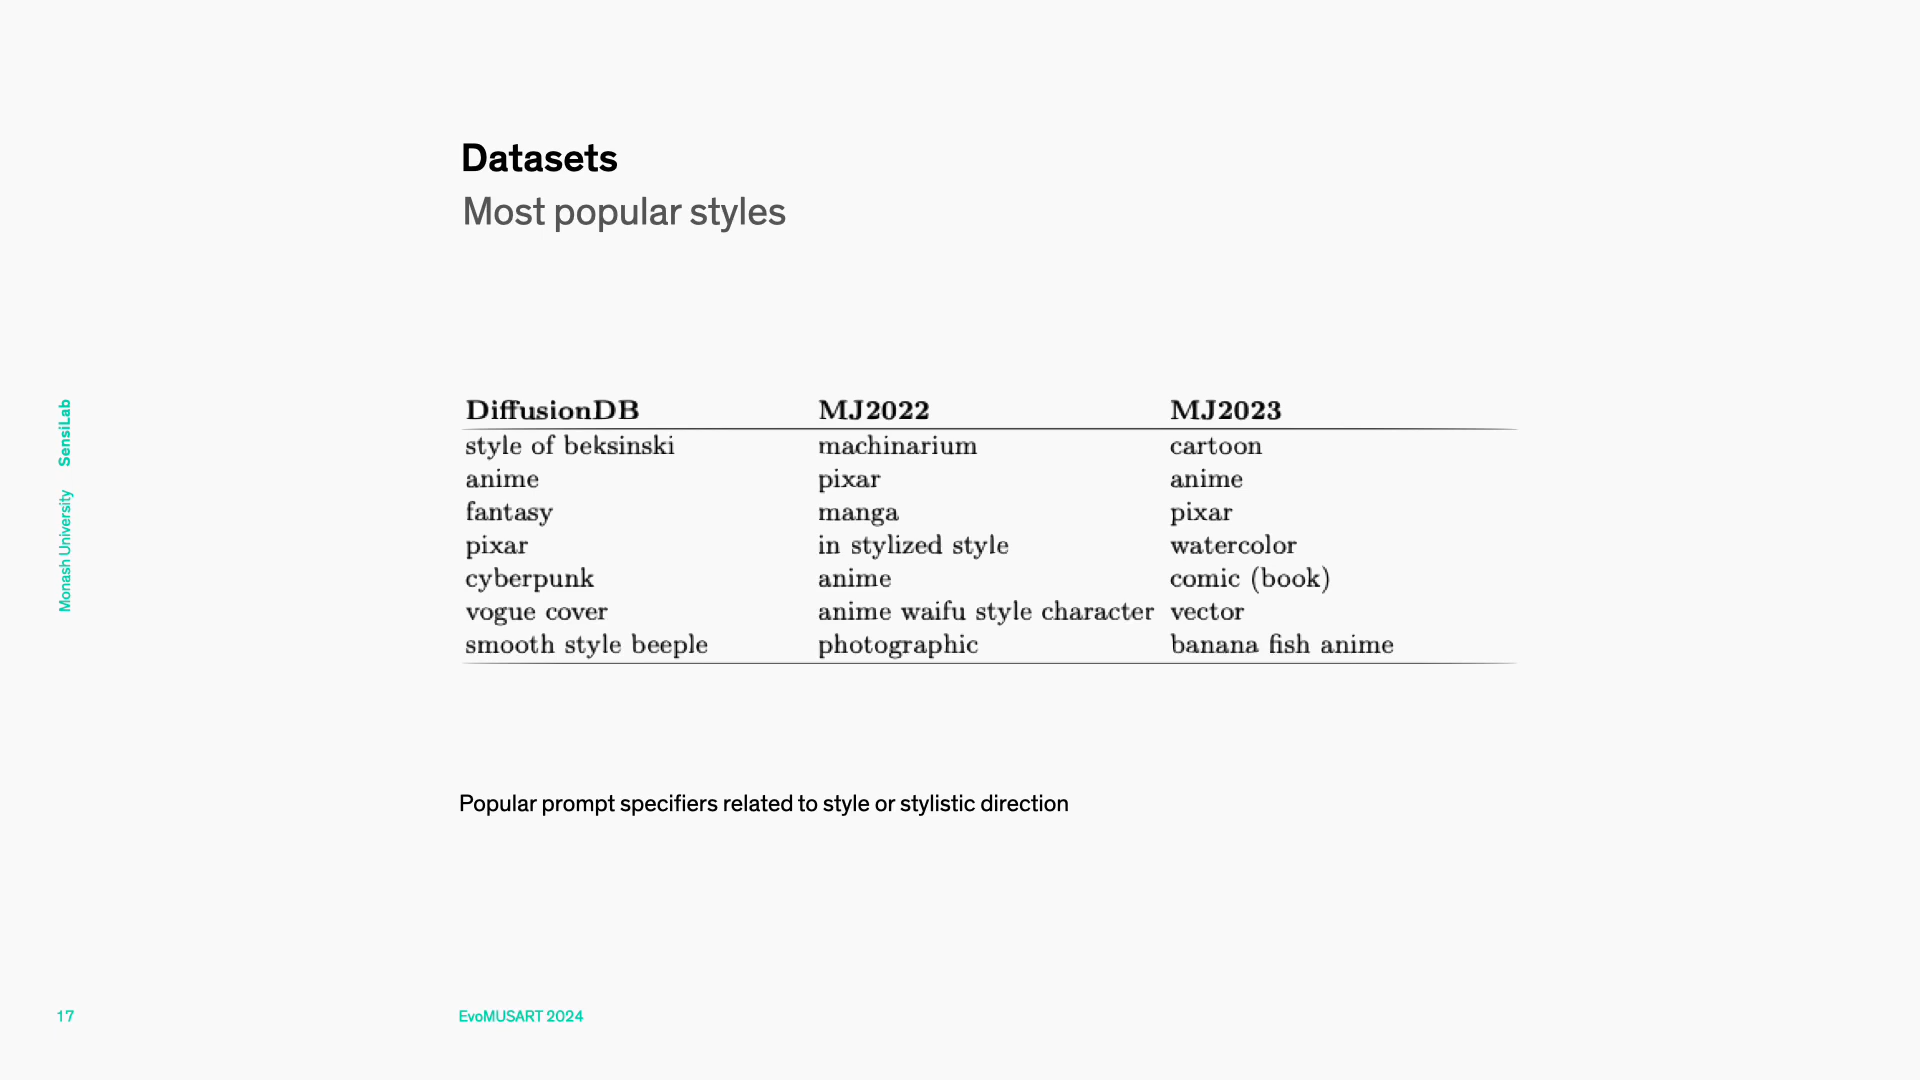 Datasets
Most popular styles
DiffusionDB MJ2022 MJ2023
style of beksinski machinarium cartoon
anime pixar anime
fantasy manga pixar
pixar in stylized style watercolor
cyberpunk anime comic (book)
vogue cover anime waifu style character vector
smooth style beeple photographic banana fish anime
Popular prompt specifiers related to style or stylistic direction
Monash University SensiLab
17 EvoMUSART 2024